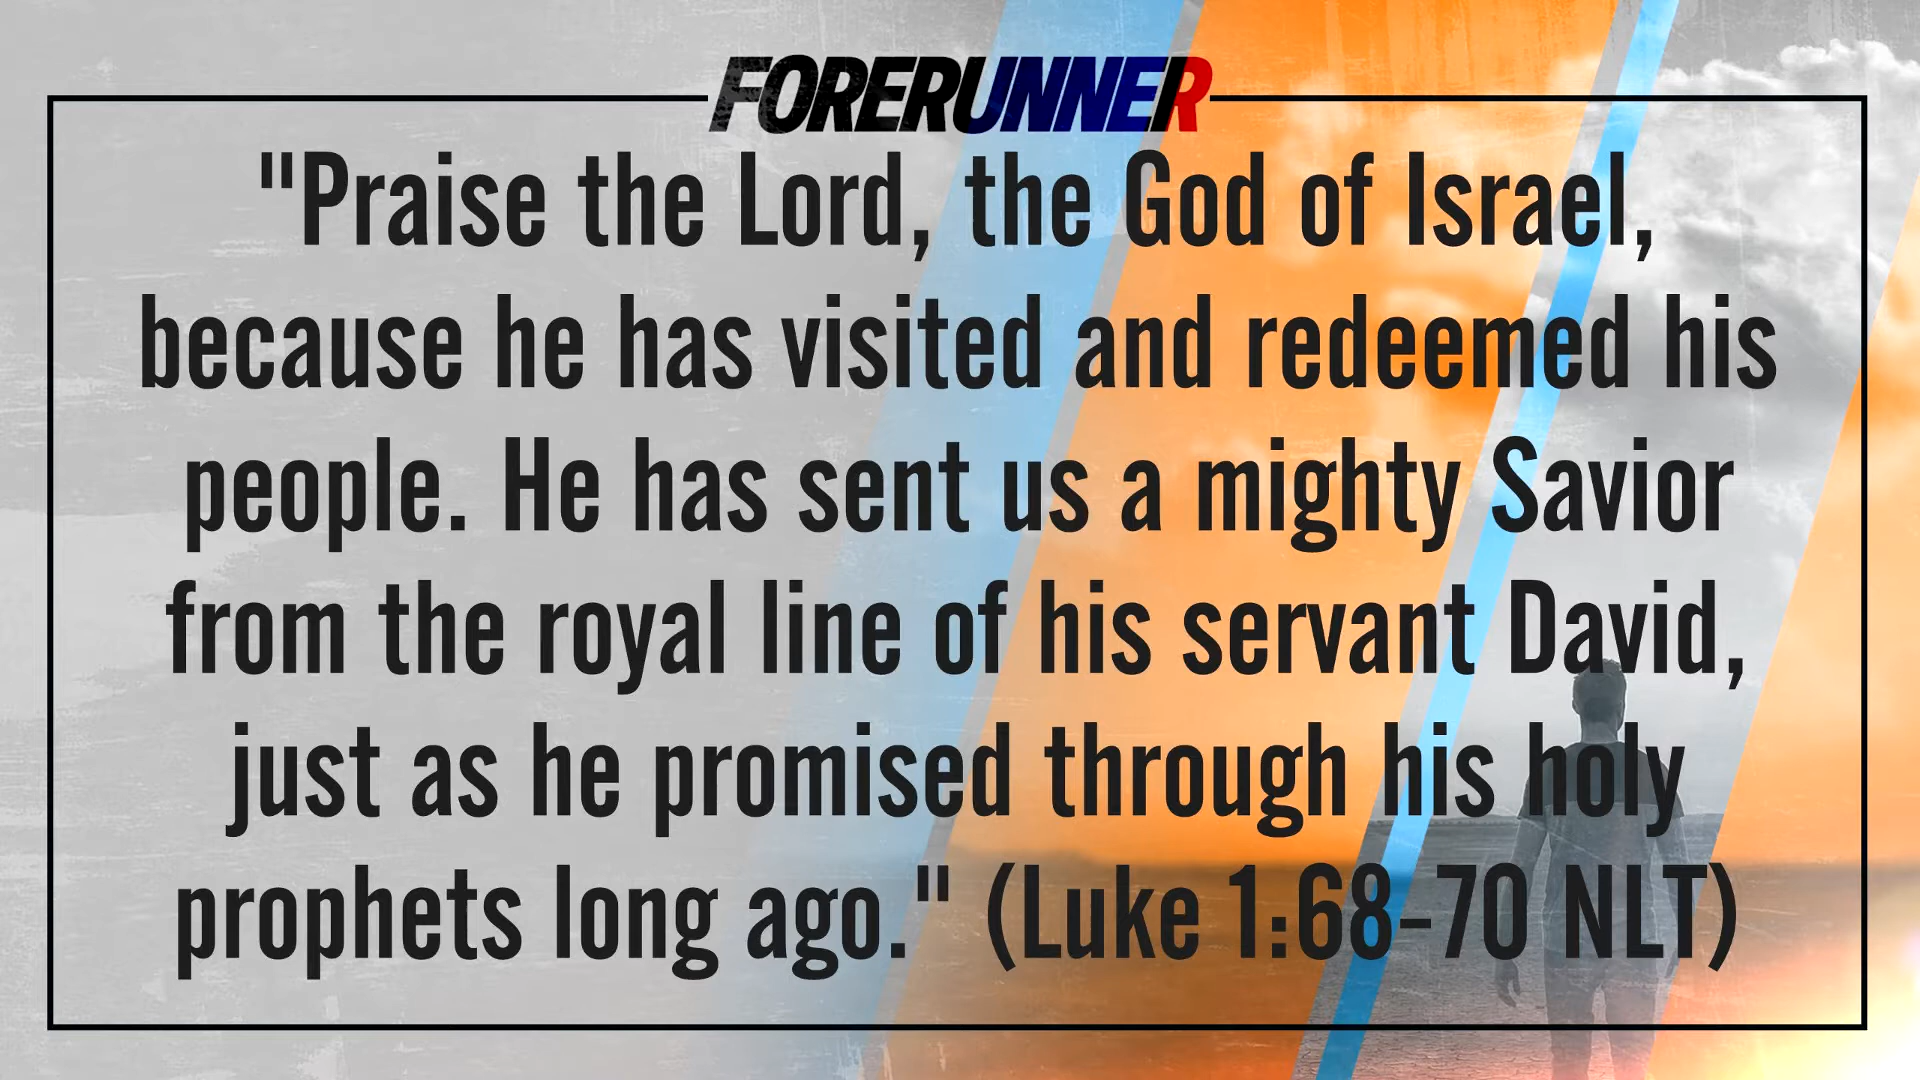 FORERUNNER
"Praise the Lord, the God of Israel,
because he has visited and redeemed his
people. He has sent us a mighty Savior
from the royal line of his servant David,
just as he promised through his holy
prophets long ago." (Luke 1:68-70 NLT)